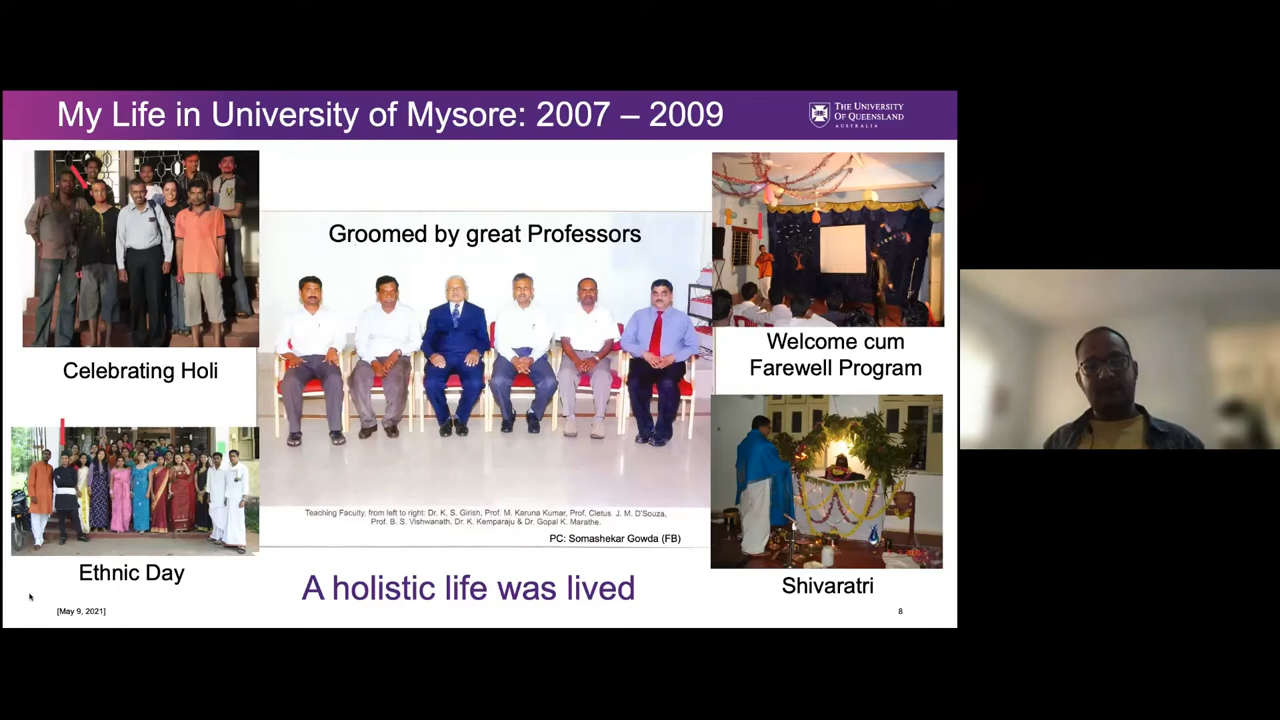 My Life in University of Mysore: 2007 – 2009
THE UNIVERSITY
OF QUEENSLAND
AUSTRALIA
Groomed by great Professors
Celebrating Holi
Welcome cum
Farewell Program
Teaching Faculty, from left to right: Dr. K. S. Girish, Prof. M. Karuna Kumar, Prof. Cletus. J. M. D'Souza,
Prof. B. S. Vishwanath, Dr. K. Kemparaju & Dr. Gopal K. Marathe.
PC: Somashekar Gowda (FB)
Ethnic Day
A holistic life was lived
Shivaratri
[May 9, 2021]
8